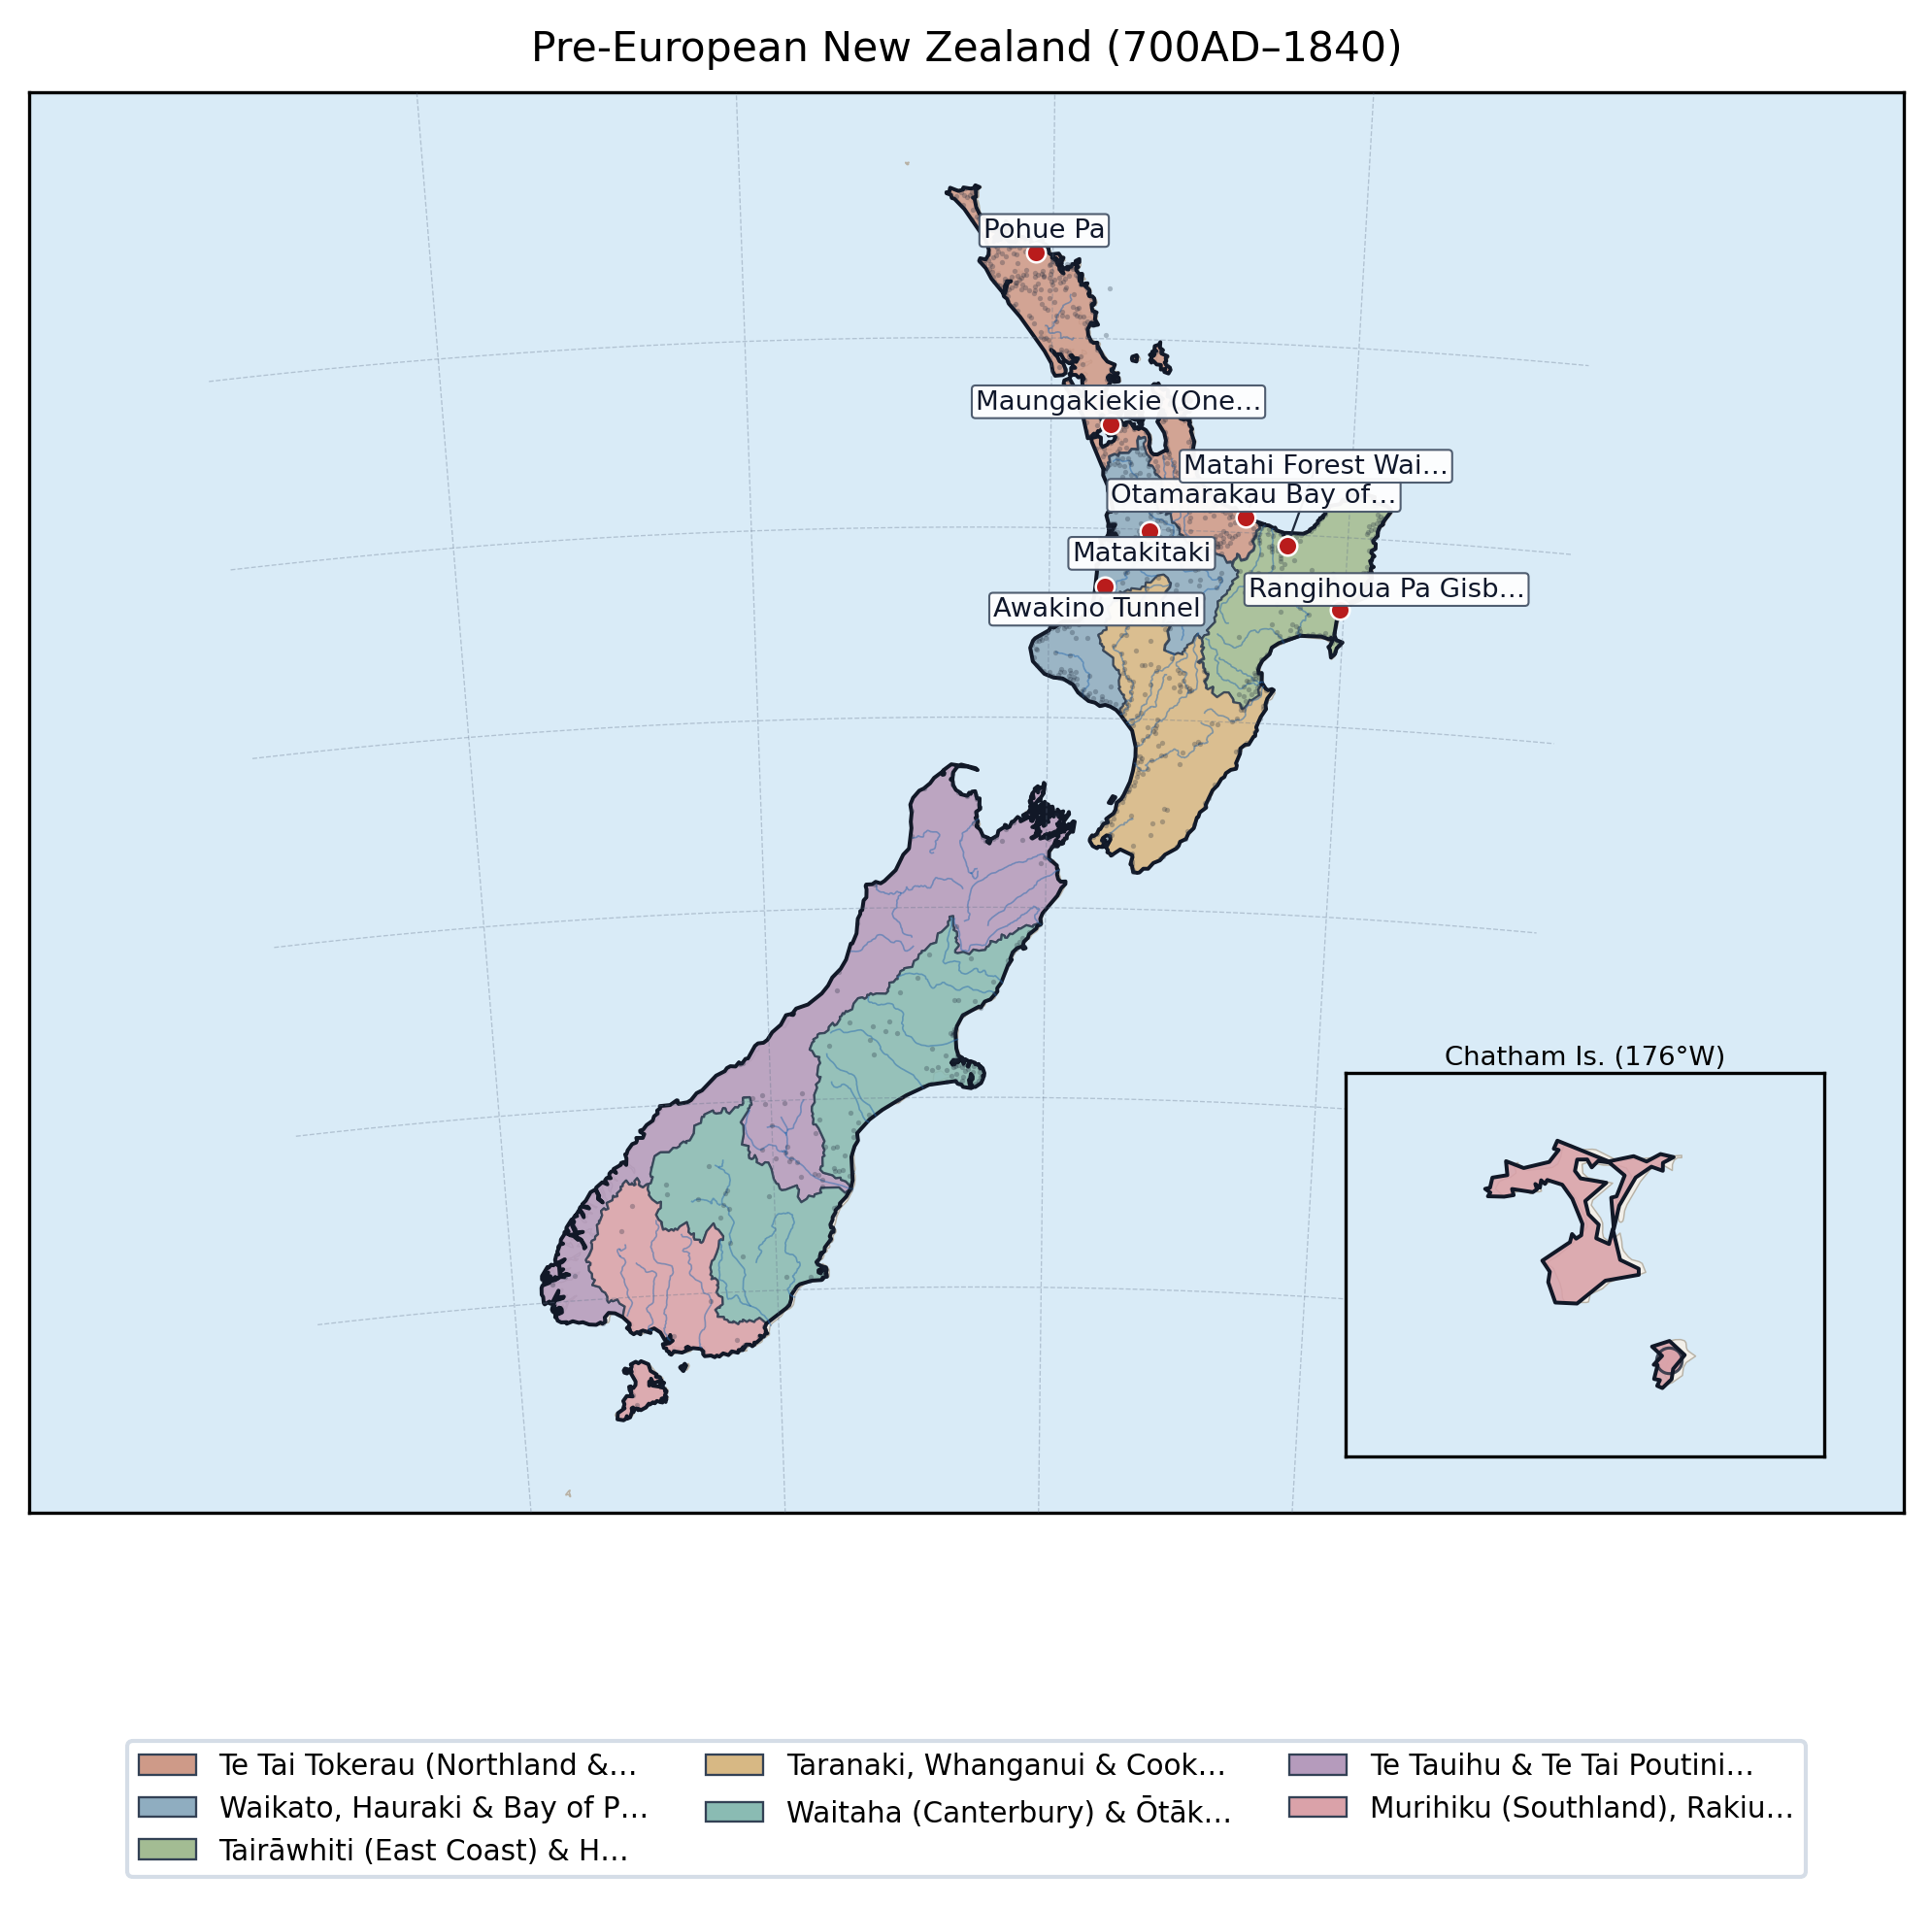 Pre-European New Zealand (700AD–1840)
Pohue Pa
Maungakiekie (One…
Matahi Forest Wai…
Otamarakau Bay of…
Matakitaki
Rangihoua Pa Gisb…
Awakino Tunnel
Chatham Is. (176°W)
Te Tai Tokerau (Northland &…
Waikato, Hauraki & Bay of P…
Tairāwhiti (East Coast) & H…
Taranaki, Whanganui & Cook…
Waitaha (Canterbury) & Ōtāk…
Te Tauihu & Te Tai Poutini…
Murihiku (Southland), Rakiu…